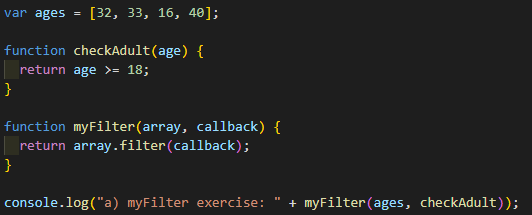 var ages = [32, 33, 16, 40];
function checkAdult(age) {
  return age >= 18;
}
function myFilter(array, callback) {
  return array.filter(callback);
}
console.log("a) myFilter exercise: " + myFilter(ages, checkAdult));